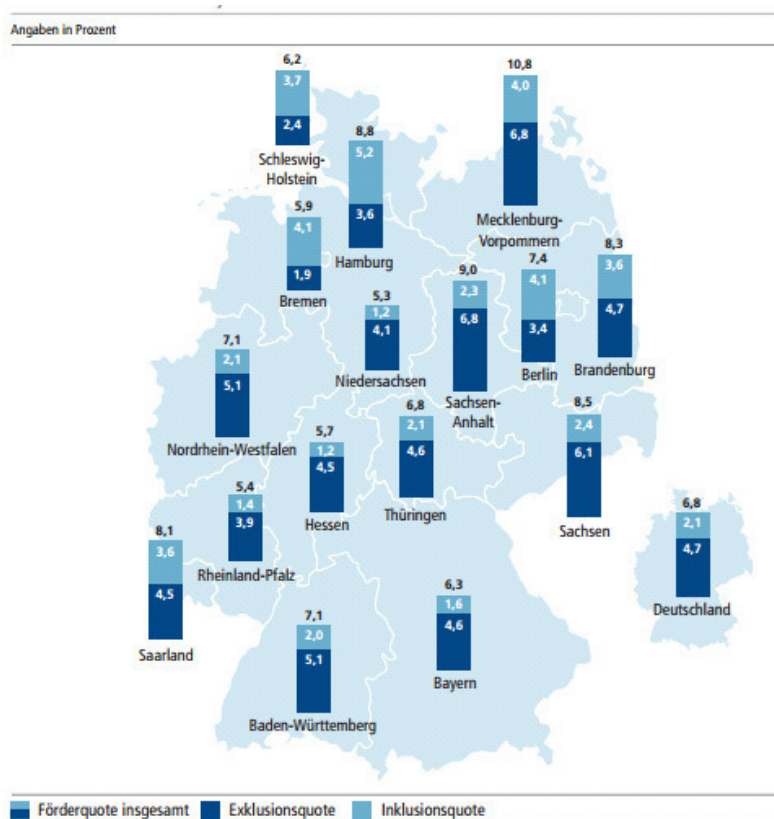 Angaben in Prozent
6,2
3,7
2,4
Schleswig-
Holstein
10,8
4,0
6,8
Mecklenburg-
Vorpommern
8,8
5,2
3,6
Hamburg
5,9
4,1
1,9
Bremen
5,3
1,2
4,1
Niedersachsen
9,0
2,3
6,8
Sachsen-
Anhalt
7,4
4,1
3,4
Berlin
8,3
3,6
4,7
Brandenburg
7,1
2,1
5,1
Nordrhein-Westfalen
5,7
1,2
4,5
Hessen
6,8
2,1
4,6
Thüringen
8,5
2,4
6,1
Sachsen
5,4
1,4
3,9
Rheinland-Pfalz
8,1
3,6
4,5
Saarland
7,1
2,0
5,1
Baden-Württemberg
6,3
1,6
4,6
Bayern
6,8
2,1
4,7
Deutschland
Förderquote insgesamt Exklusionsquote Inklusionsquote